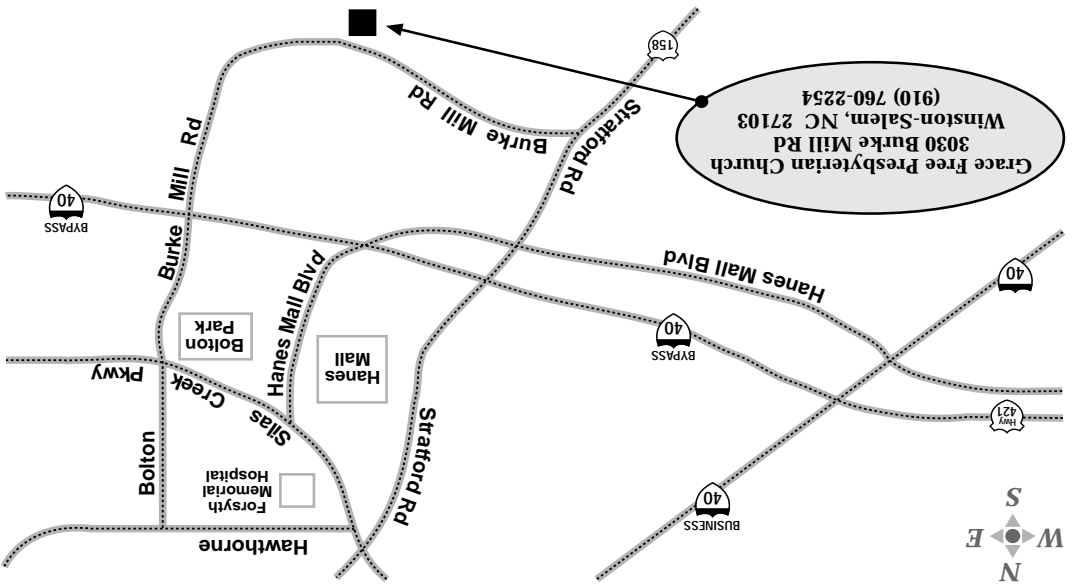 N
W
E
S
BUSINESS
40
Hwy
421
Hawthorne
Forsyth
Memorial
Hospital
Bolton
Stratford Rd
Silas
Creek
Pkwy
Hanes
Mall
Bolton
Park
Hanes Mall Blvd
BYPASS
40
40
Hanes Mall Blvd
Burke
Mill
Rd
BYPASS
40
Grace Free Presbyterian Church
3030 Burke Mill Rd
Winston-Salem, NC 27103
(910) 760-2254
Stratford Rd
Burke Mill Rd
158